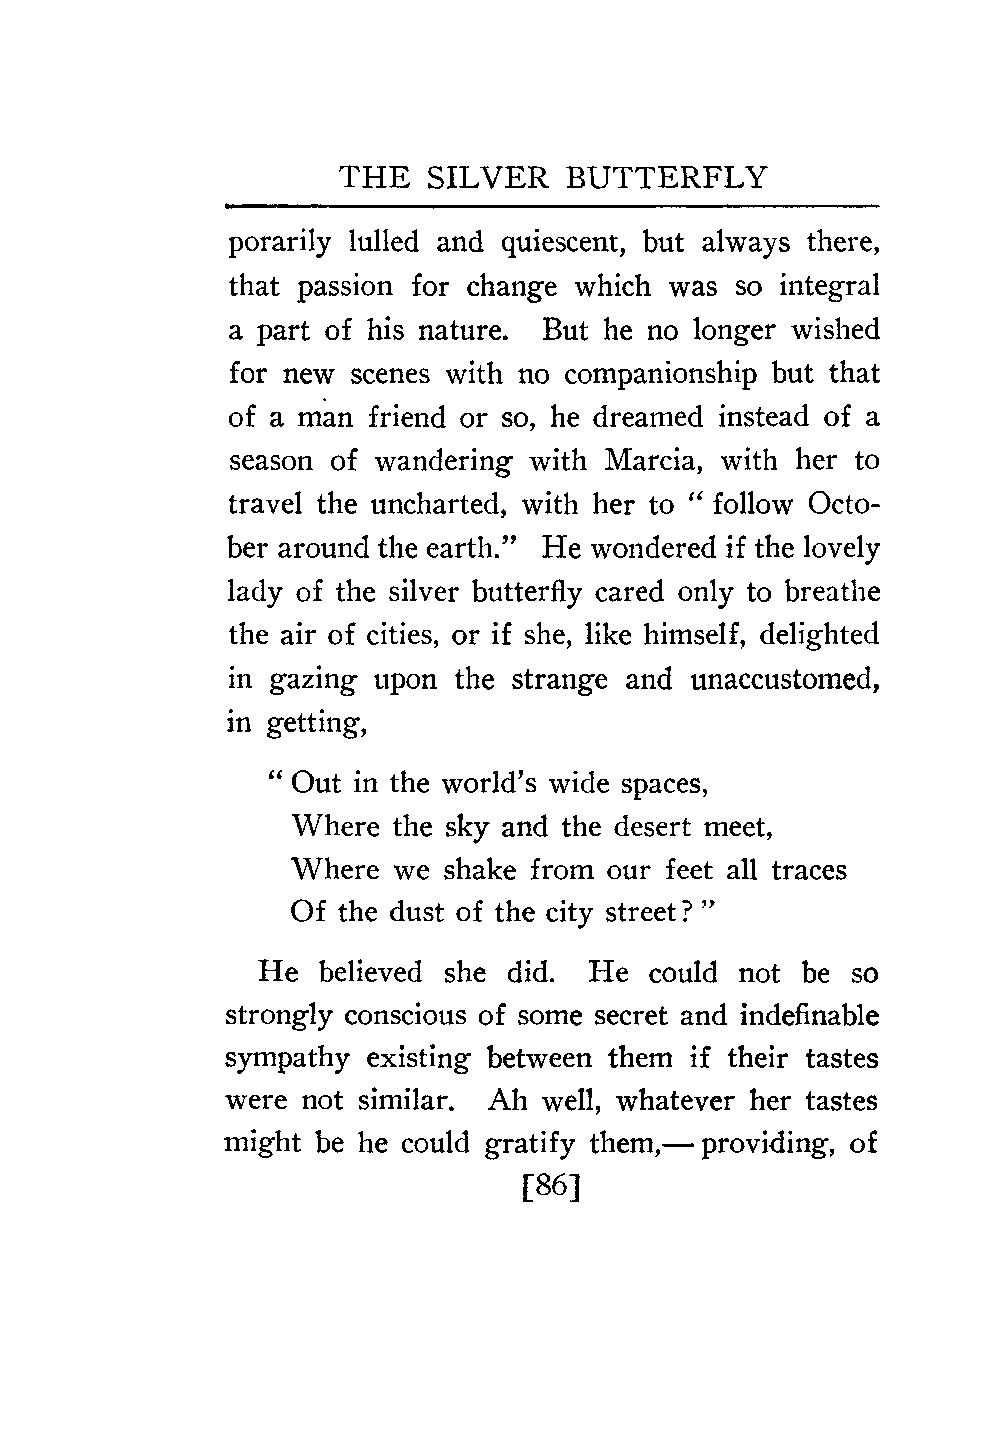 THE SILVER BUTTERFLY
porarily lulled and quiescent, but always there,
that passion for change which was so integral
a part of his nature. But he no longer wished
for new scenes with no companionship but that
of a man friend or so, he dreamed instead of a
season of wandering with Marcia, with her to
travel the uncharted, with her to “ follow Octo-
ber around the earth.” He wondered if the lovely
lady of the silver butterfly cared only to breathe
the air of cities, or if she, like himself, delighted
in gazing upon the strange and unaccustomed,
in getting,
“ Out in the world's wide spaces,
Where the sky and the desert meet,
Where we shake from our feet all traces
Of the dust of the city street? ”
He believed she did. He could not be so
strongly conscious of some secret and indefinable
sympathy existing between them if their tastes
were not similar. Ah well, whatever her tastes
might be he could gratify them,— providing, of
[86]